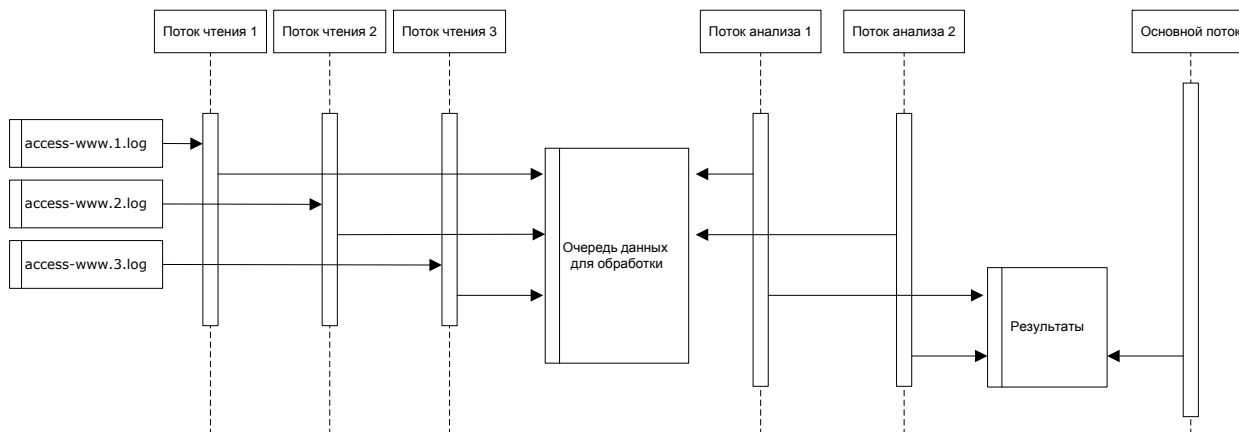 Поток чтения 1
Поток чтения 2
Поток чтения 3
Поток анализа 1
Поток анализа 2
Основной поток
access-www.1.log
access-www.2.log
access-www.3.log
Очередь данных
для обработки
Результаты